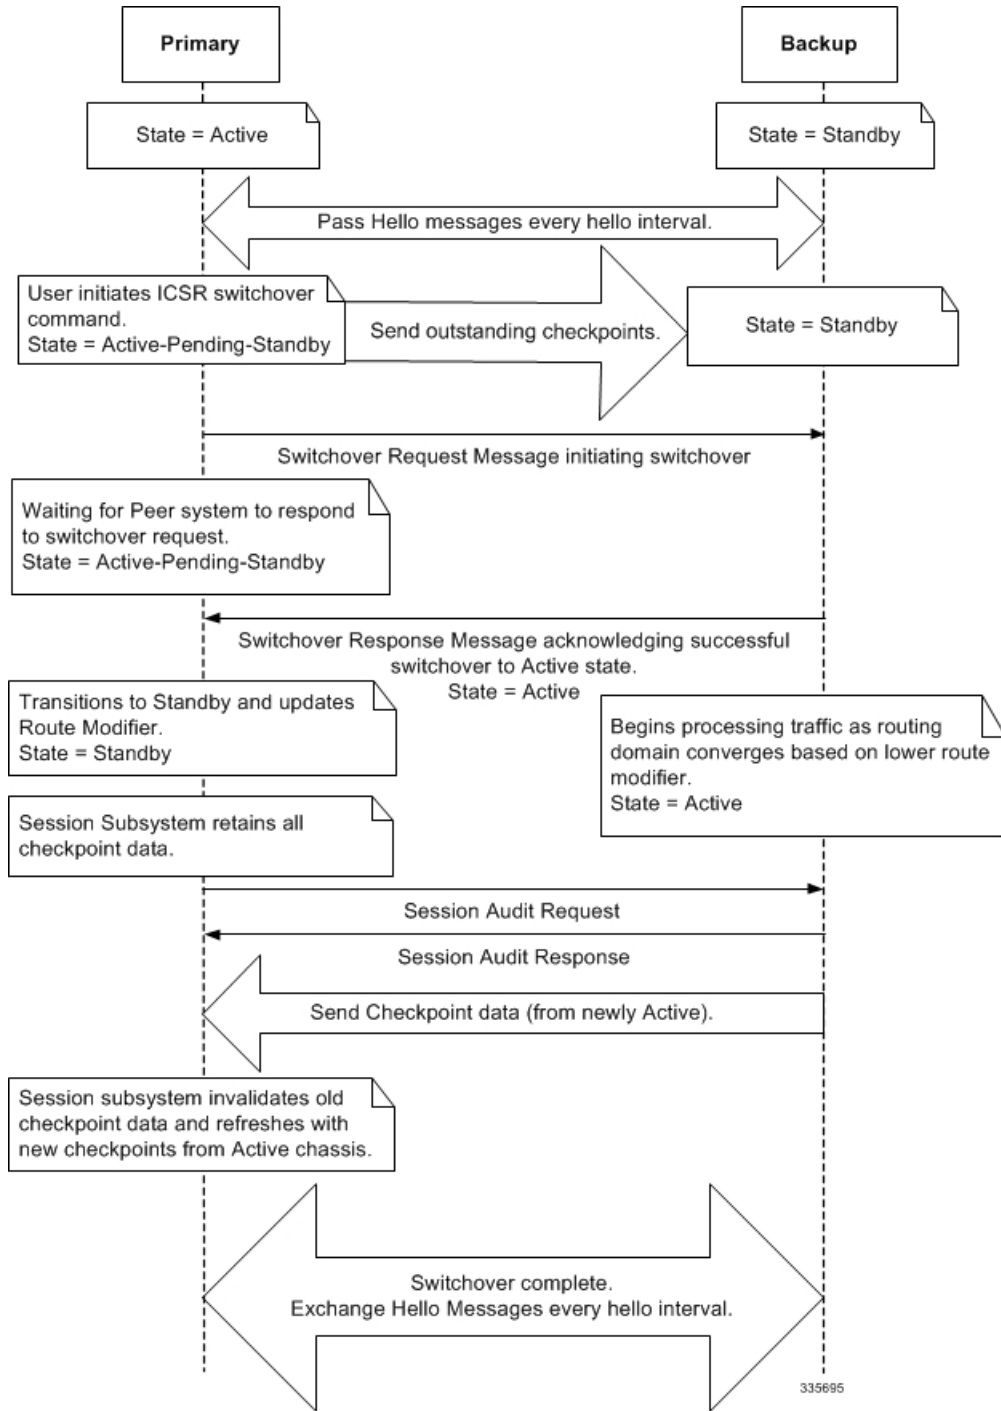 Primary
Backup
State = Active
State = Standby
Pass Hello messages every hello interval.
User initiates ICSR switchover
command.
State = Active-Pending-Standby
Send outstanding checkpoints.
State = Standby
Switchover Request Message initiating switchover
Waiting for Peer system to respond
to switchover request.
State = Active-Pending-Standby
Switchover Response Message acknowledging successful
switchover to Active state.
State = Active
Transitions to Standby and updates
Route Modifier.
State = Standby
Begins processing traffic as routing
domain converges based on lower route
modifier.
State = Active
Session Subsystem retains all
checkpoint data.
Session Audit Request
Session Audit Response
Send Checkpoint data (from newly Active).
Session subsystem invalidates old
checkpoint data and refreshes with
new checkpoints from Active chassis.
Switchover complete.
Exchange Hello Messages every hello interval.
335695